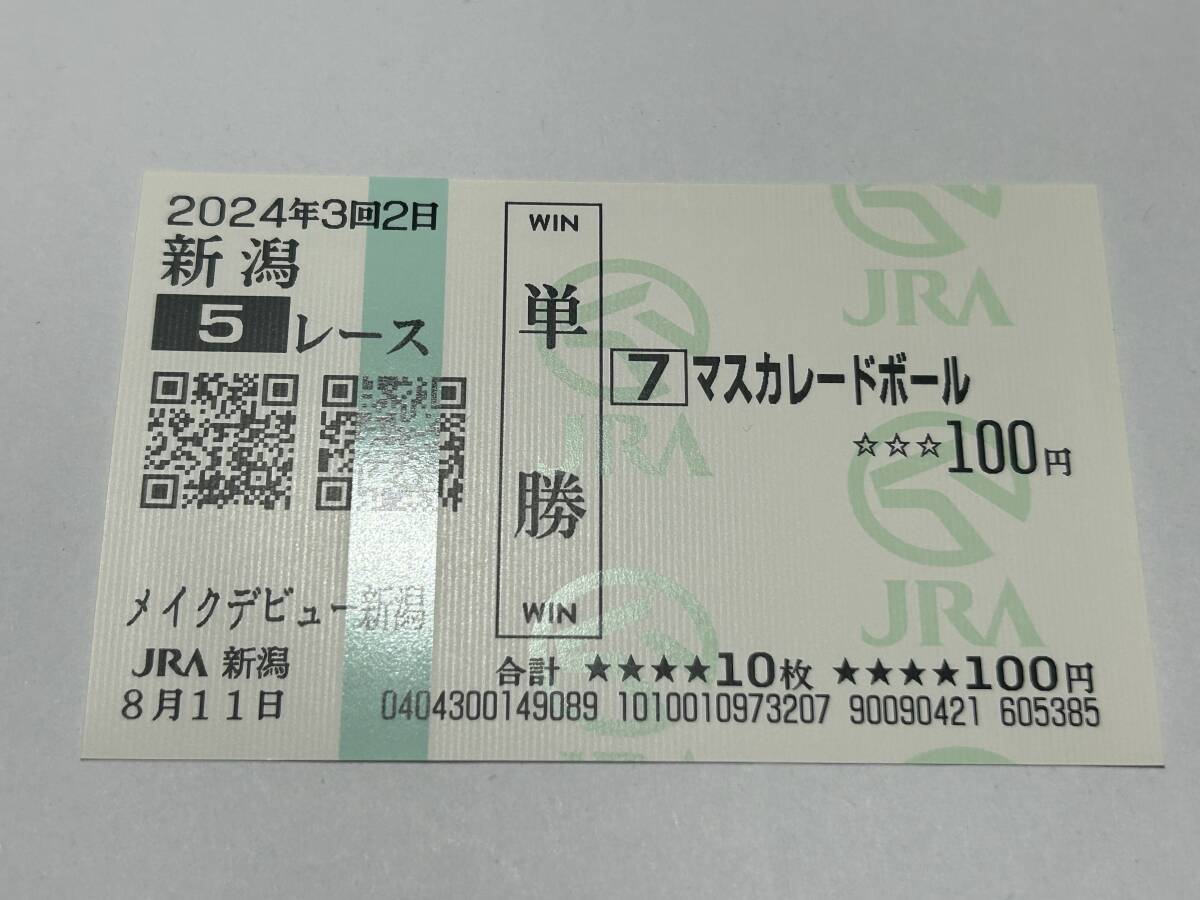 2024年3回2日
新潟
5レース
メイクデビュー新潟
JRA 新潟
8月11日
WIN
単勝
WIN
7 マスカレードボール
☆☆☆100円
合計 ★★★★10枚 ★★★★100円
0404300149089 1010010973207 90090421 605385
JRA
JRA
JRA